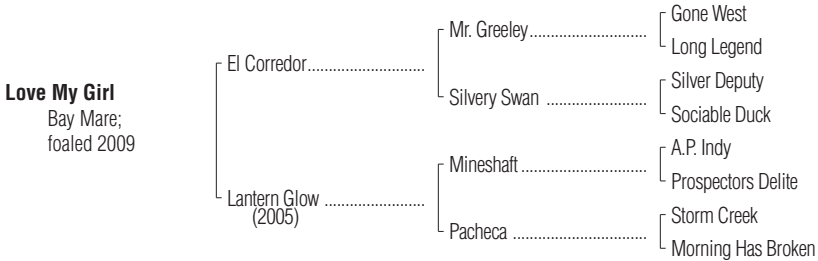 Gone West
Mr. Greeley..............................
Long Legend
El Corredor..............................
Silver Deputy
Silvery Swan ..........................
Sociable Duck
Love My Girl
Bay Mare;
foaled 2009
A.P. Indy
Mineshaft................................
Prospectors Delite
Lantern Glow ..........................
(2005)
Storm Creek
Pacheca ..................................
Morning Has Broken